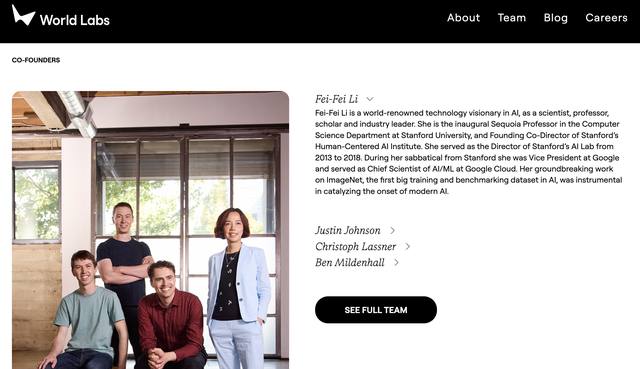 World Labs
About Team Blog Careers
CO-FOUNDERS
Fei-Fei Li
Fei-Fei Li is a world-renowned technology visionary in AI, as a scientist, professor,
scholar and industry leader. She is the inaugural Sequoia Professor in the Computer
Science Department at Stanford University, and Founding Co-Director of Stanford's
Human-Centered AI Institute. She served as the Director of Stanford's AI Lab from
2013 to 2018. During her sabbatical from Stanford she was Vice President at Google
and served as Chief Scientist of AI/ML at Google Cloud. Her groundbreaking work
on ImageNet, the first big training and benchmarking dataset in AI, was instrumental
in catalyzing the onset of modern AI.
Justin Johnson
Christoph Lassner
Ben Mildenhall
SEE FULL TEAM